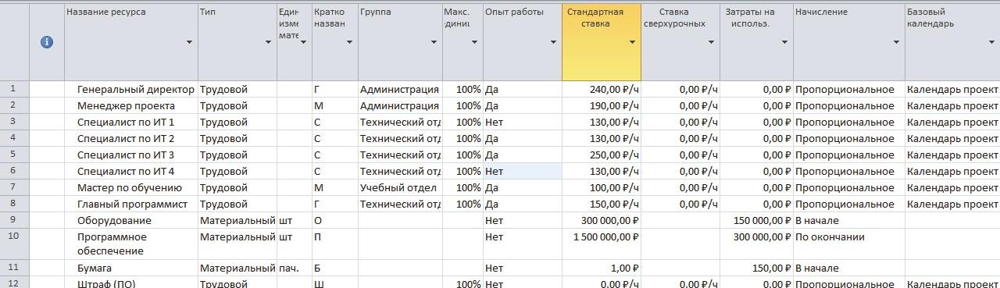 Название ресурса Тип Един изме мате Кратко назван Группа Макс. едини Опыт работы Стандартная ставка Ставка сверхурочных Затраты на использ. Начисление Базовый календарь
1 Генеральный директор Трудовой Г Администрация 100% Да 240,00 ₽/ч 0,00 ₽/ч 0,00 ₽ Пропорциональное Календарь проект
2 Менеджер проекта Трудовой М Администрация 100% Да 190,00 ₽/ч 0,00 ₽/ч 0,00 ₽ Пропорциональное Календарь проект
3 Специалист по ИТ 1 Трудовой С Технический отд 100% Нет 130,00 ₽/ч 0,00 ₽/ч 0,00 ₽ Пропорциональное Календарь проект
4 Специалист по ИТ 2 Трудовой С Технический отд 100% Да 130,00 ₽/ч 0,00 ₽/ч 0,00 ₽ Пропорциональное Календарь проект
5 Специалист по ИТ 3 Трудовой С Технический отд 100% Да 250,00 ₽/ч 0,00 ₽/ч 0,00 ₽ Пропорциональное Календарь проект
6 Специалист по ИТ 4 Трудовой С Технический отд 100% Нет 130,00 ₽/ч 0,00 ₽/ч 0,00 ₽ Пропорциональное Календарь проект
7 Мастер по обучению Трудовой М Учебный отдел 100% Да 100,00 ₽/ч 0,00 ₽/ч 0,00 ₽ Пропорциональное Календарь проект
8 Главный программист Трудовой Г Технический отд 100% Да 150,00 ₽/ч 0,00 ₽/ч 0,00 ₽ Пропорциональное Календарь проект
9 Оборудование Материальный шт О Нет 300 000,00 ₽ 150 000,00 ₽ В начале
10 Программное обеспечение Материальный шт П Нет 1 500 000,00 ₽ 300 000,00 ₽ По окончании
11 Бумага Материальный пач. Б Нет 1,00 ₽ 150,00 ₽ В начале
12 Штраф (ПО) Трудовой Ш 100% Нет 0,00 ₽/ч 0,00 ₽/ч 0,00 ₽ Пропорциональное Календарь проект